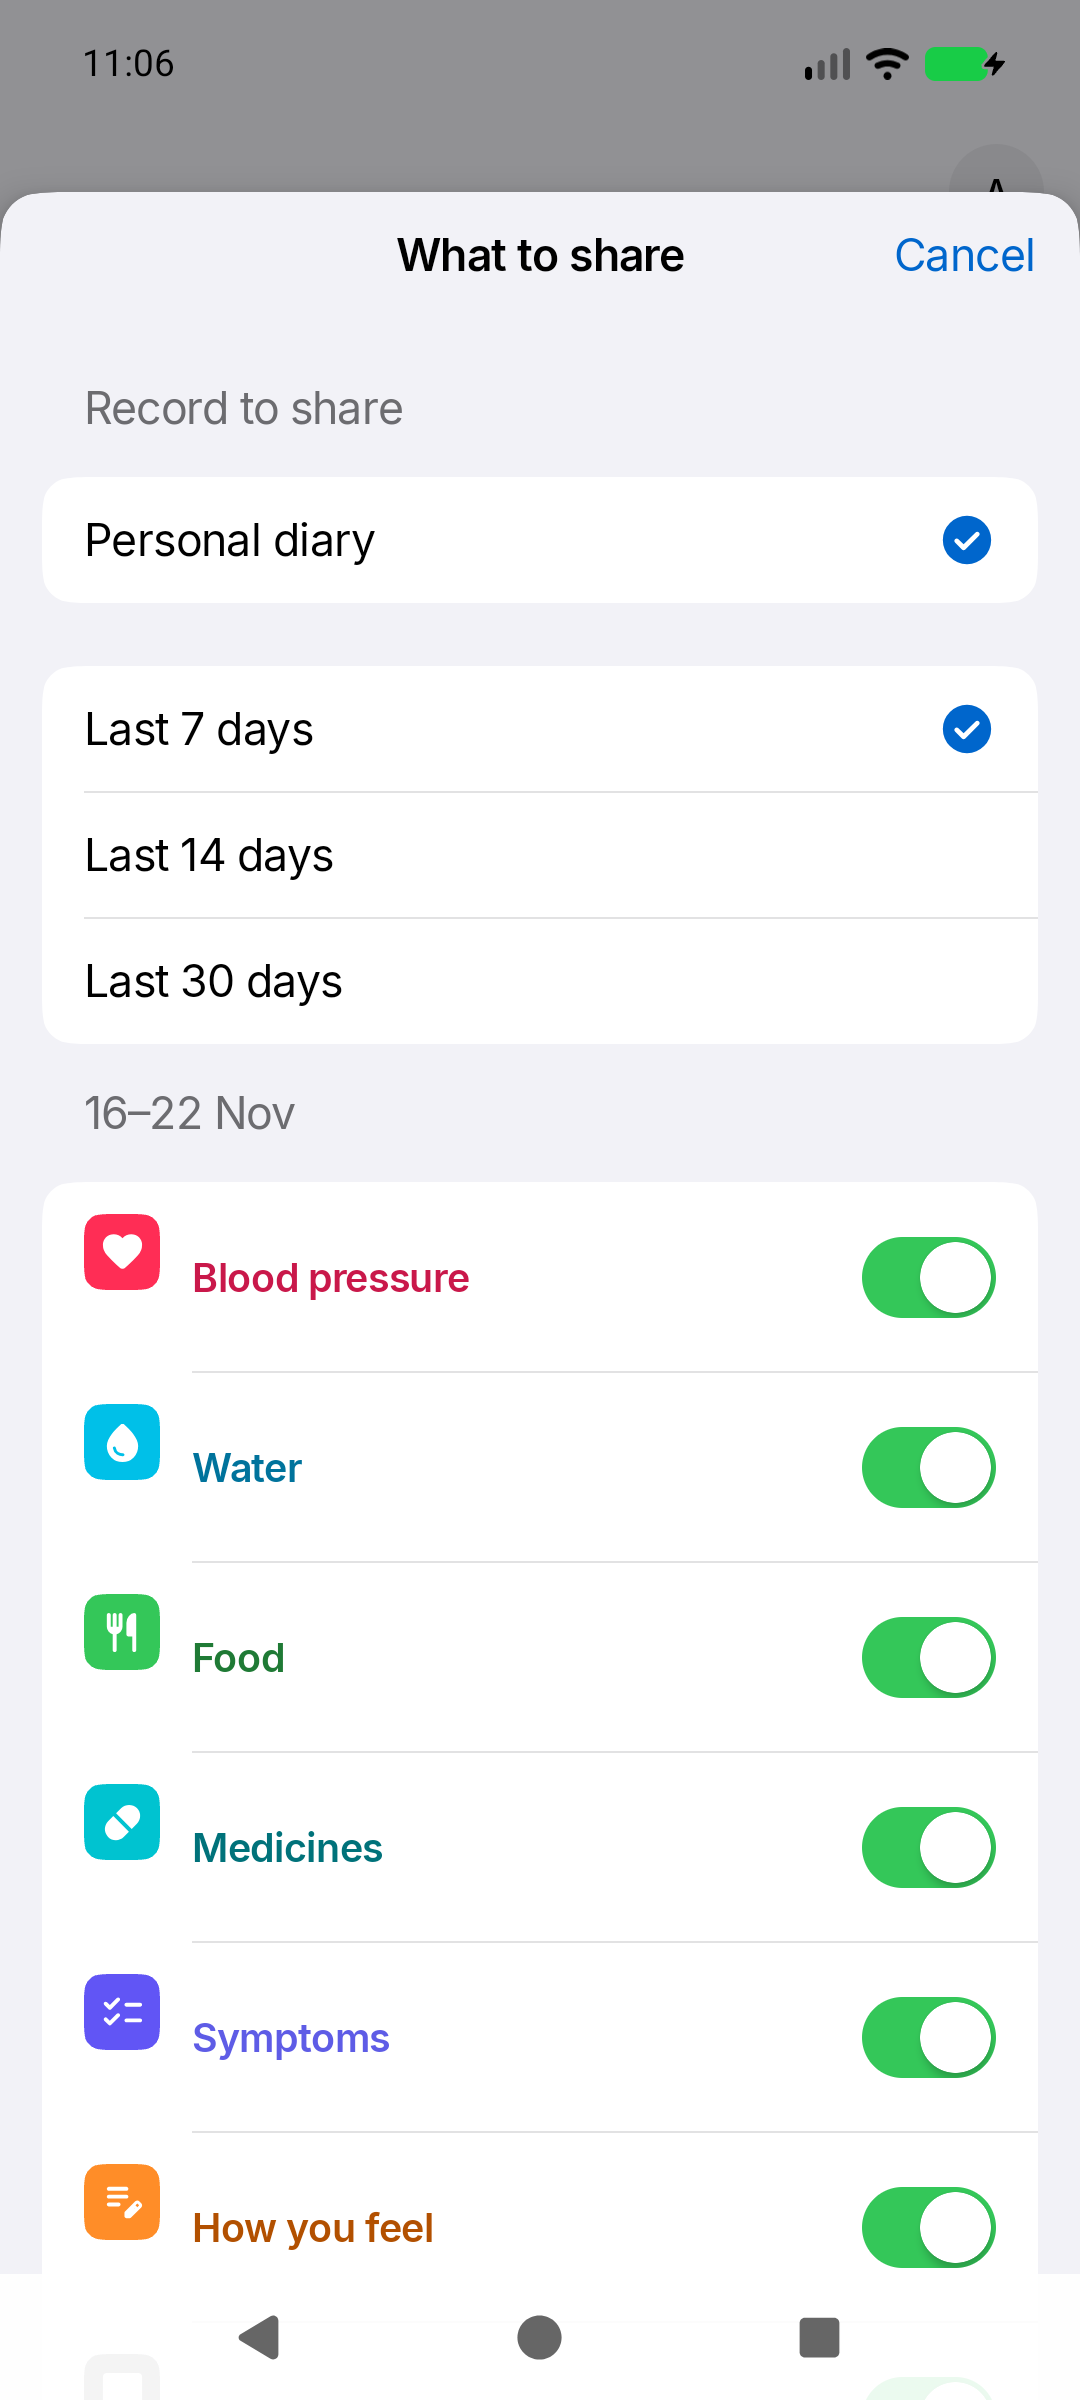 11:06
What to share
Cancel
Record to share
Personal diary
Last 7 days
Last 14 days
Last 30 days
16–22 Nov
Blood pressure
Water
Food
Medicines
Symptoms
How you feel